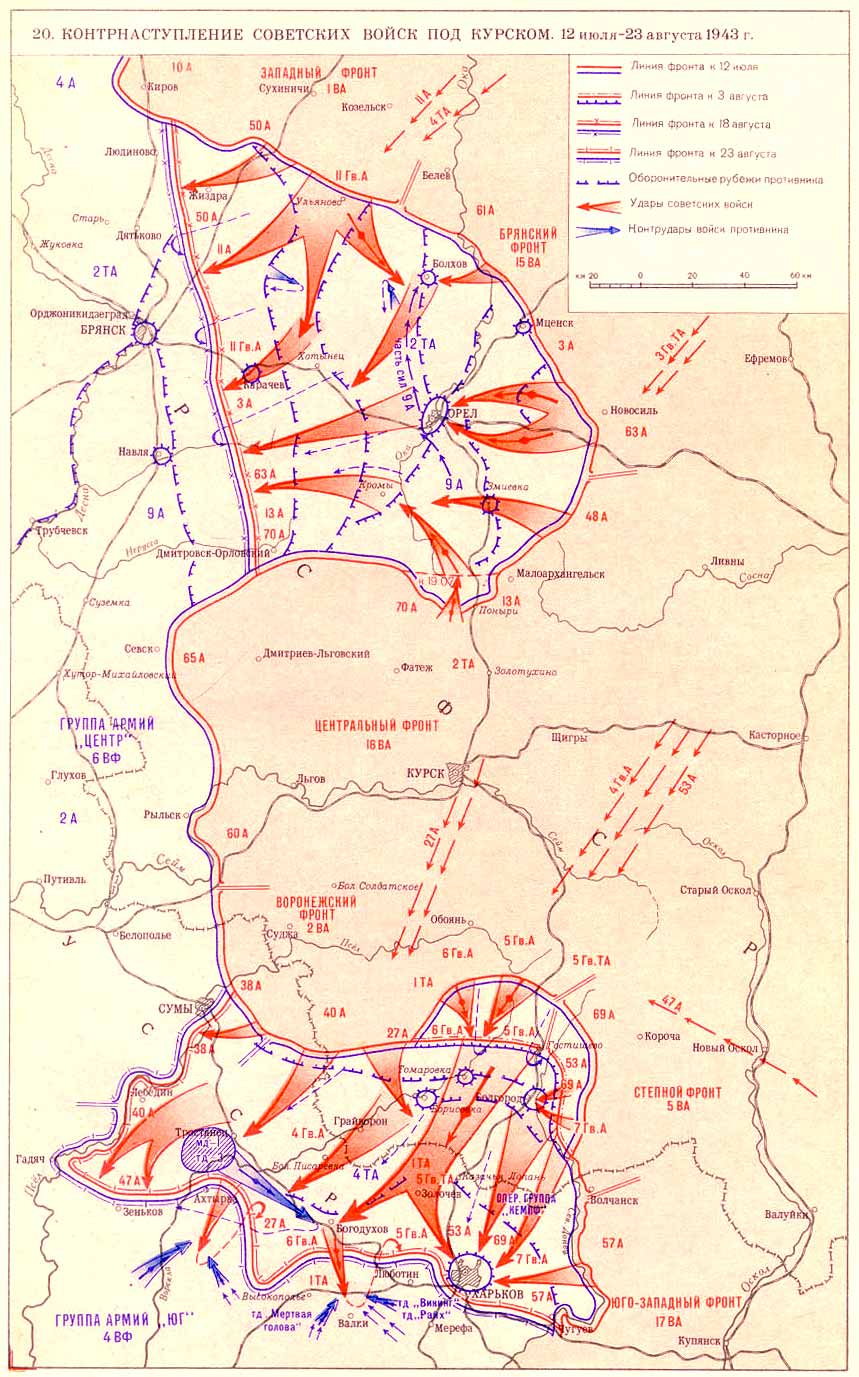 20. КОНТРНАСТУПЛЕНИЕ СОВЕТСКИХ ВОЙСК ПОД КУРСКОМ. 12 июля–23 августа 1943 г.
Линия фронта к 12 июля
Линия фронта к 3 августа
Линия фронта к 18 августа
Линия фронта к 23 августа
Оборонительные рубежи противника
Удары советских войск
Контрудары войск противника
км 20 0 20 40 60 км
10 А
ЗАПАДНЫЙ ФРОНТ
1 ВА
4 А
Киров
Сухиничи
Козельск
Ока
11 А
4 ТА
50 А
Людиново
Десна
11 Гв.А
Белев
Жиздра
Ульяново
61 А
Старь
50 А
Жуковка
Дятьково
11 А
БРЯНСКИЙ
ФРОНТ
15 ВА
2 ТА
Болхов
Орджоникидзеград
БРЯНСК
Мценск
11 Гв.А
2 ТА
3 А
3 Гв.ТА
Хотынец
часть сил 9А
Ефремов
Карачев
Р
3 А
ОРЕЛ
Новосиль
63 А
Навля
Ока
63 А
Кромы
9 А
Змиевка
Десна
9 А
13 А
48 А
Трубчевск
70 А
Нерусса
Дмитровск-Орловский
Ливны
С
к 19.07
Малоархангельск
Сосна
Суземка
70 А
13 А
Поныри
Севск
65 А
Дмитриев-Льговский
Фатеж
2 ТА
Золотухино
Хутор-Михайловский
Ф
ГРУППА АРМИЙ
„ЦЕНТР"
6 ВФ
ЦЕНТРАЛЬНЫЙ ФРОНТ
16 ВА
Щигры
Касторное
КУРСК
Глухов
Льгов
4 Гв.А
53 А
2 А
Рыльск
60 А
27 А
Сейм
С
Оскол
Сейм
Путивль
Бол. Солдатское
Старый Оскол
ВОРОНЕЖСКИЙ
ФРОНТ
2 ВА
Обоянь
Белополье
Суджа
Псёл
Р
6 Гв.А
5 Гв.А
5 Гв.ТА
38 А
1 ТА
СУМЫ
40 А
47 А
69 А
С
27 А
6 Гв.А
5 Гв.А
38 А
Гостищево
Короча
Новый Оскол
53 А
Томаровка
69 А
Лебедин
Белгород
СТЕПНОЙ ФРОНТ
5 ВА
40 А
Борисовка
С
Грайворон
Тростянец
4 Гв.А
7 Гв.А
МД–1
ТД–3
Гадяч
Бол. Писаревка
4 ТА
1 ТА
5 Гв.ТА
Казачья Лопань
47 А
Псёл
Золочев
ОПЕР. ГРУППА
„КЕМПФ"
Волчанск
Ахтырка
Р
Зеньков
27 А
Богодухов
Сев. Донец
Валуйки
6 Гв.А
5 Гв.А
53 А
69 А
57 А
7 Гв.А
Ворскла
Люботин
Оскол
1 ТА
Высокополье
ХАРЬКОВ
57 А
ЮГО-ЗАПАДНЫЙ ФРОНТ
17 ВА
ГРУППА АРМИЙ „ЮГ"
4 ВФ
тд „Мертвая
голова"
тд „Викинг"
тд „Райх"
Валки
Мерефа
Чугуев
Купянск